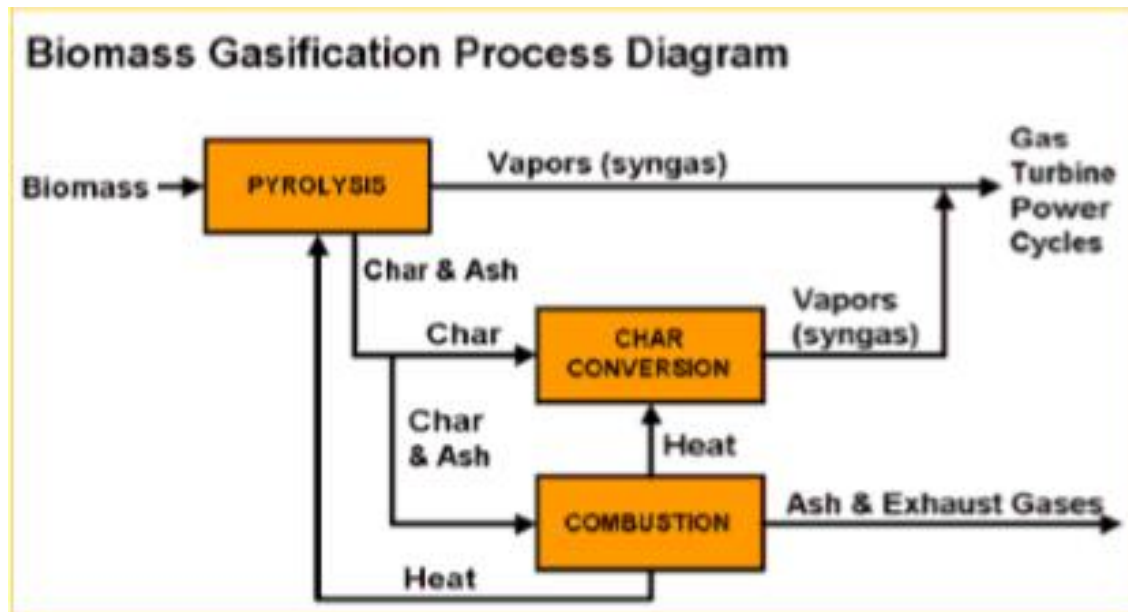 Biomass Gasification Process Diagram
Biomass
PYROLYSIS
Vapors (syngas)
Gas
Turbine
Power
Cycles
Char & Ash
Char
CHAR
CONVERSION
Vapors
(syngas)
Char
& Ash
Heat
COMBUSTION
Ash & Exhaust Gases
Heat